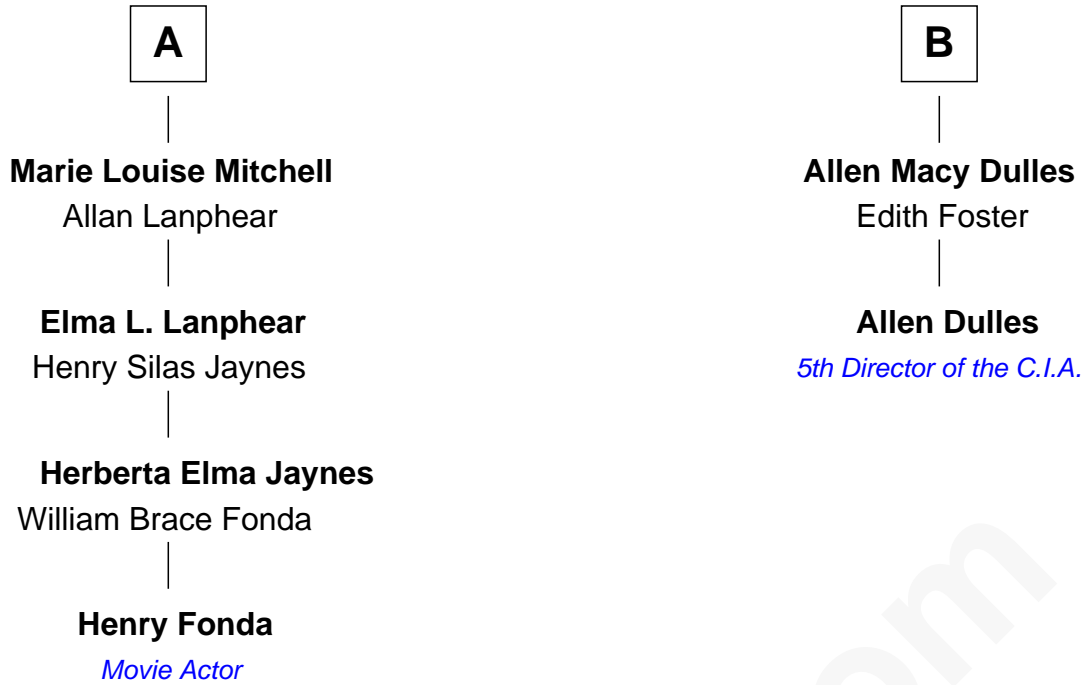 A
Marie Louise Mitchell
Allan Lanphear
Elma L. Lanphear
Henry Silas Jaynes
Herberta Elma Jaynes
William Brace Fonda
Henry Fonda
Movie Actor
B
Allen Macy Dulles
Edith Foster
Allen Dulles
5th Director of the C.I.A.
om